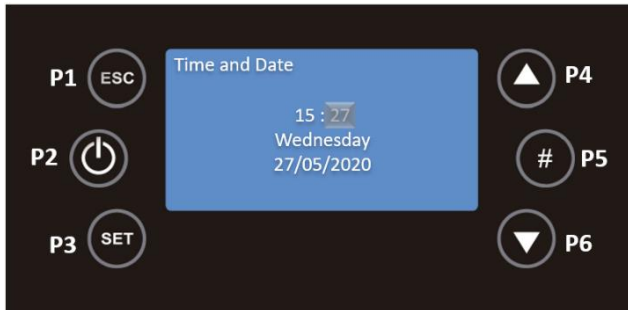 Time and Date
P1 ESC
P4
15 : 27
Wednesday
P2
# P5
27/05/2020
P3 SET
P6